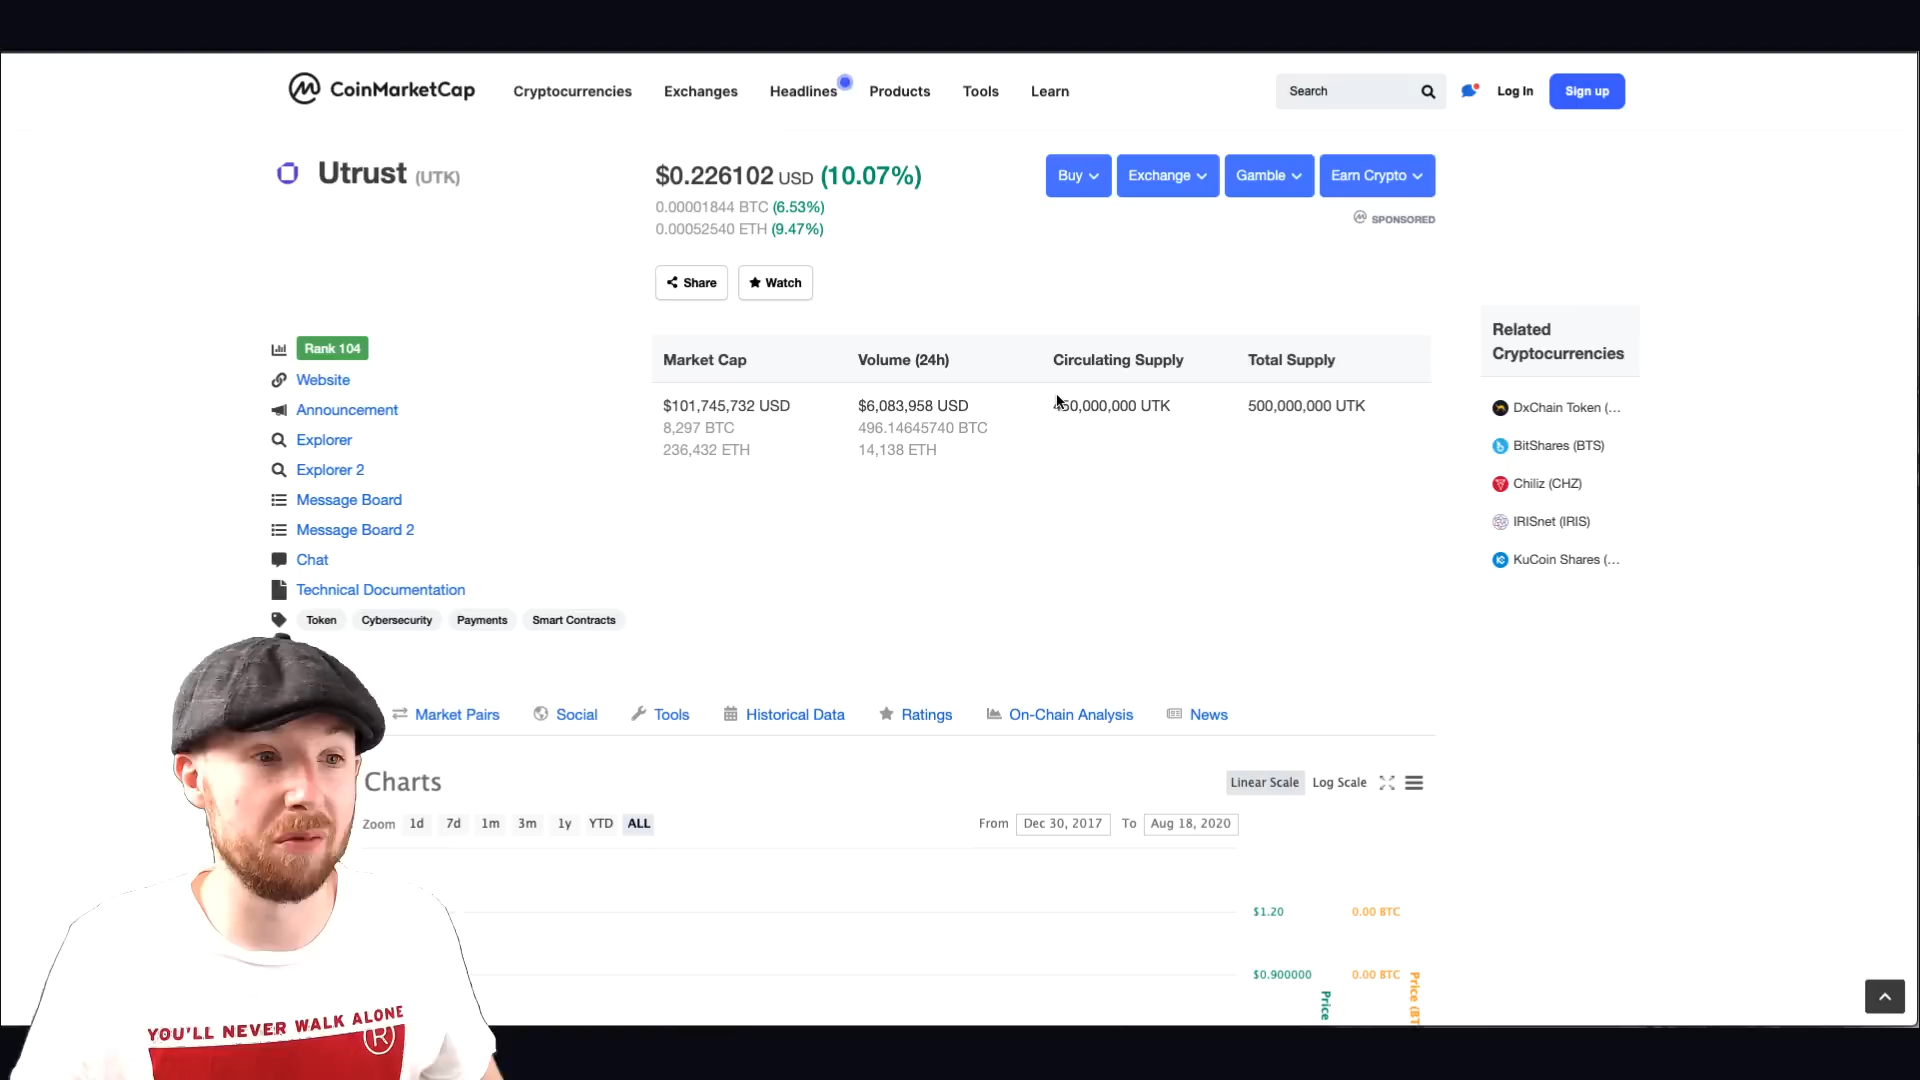 CoinMarketCap Cryptocurrencies Exchanges Headlines Products Tools Learn Search Log In Sign up
Utrust (UTK)
$0.226102 USD (10.07%)
0.00001844 BTC (6.53%)
0.00052540 ETH (9.47%)
Buy Exchange Gamble Earn Crypto
SPONSORED
Share Watch
Rank 104
Website
Announcement
Explorer
Explorer 2
Message Board
Message Board 2
Chat
Technical Documentation
Token Cybersecurity Payments Smart Contracts
Market Cap Volume (24h) Circulating Supply Total Supply
$101,745,732 USD $6,083,958 USD 450,000,000 UTK 500,000,000 UTK
8,297 BTC 496.14645740 BTC
236,432 ETH 14,138 ETH
Related
Cryptocurrencies
DxChain Token (...
BitShares (BTS)
Chiliz (CHZ)
IRISnet (IRIS)
KuCoin Shares (...
Market Pairs Social Tools Historical Data Ratings On-Chain Analysis News
Charts
Linear Scale Log Scale
Zoom 1d 7d 1m 3m 1y YTD ALL
From Dec 30, 2017 To Aug 18, 2020
$1.20 0.00 BTC
$0.900000 0.00 BTC
Price
Price (BT
YOU'LL NEVER WALK ALONE
®